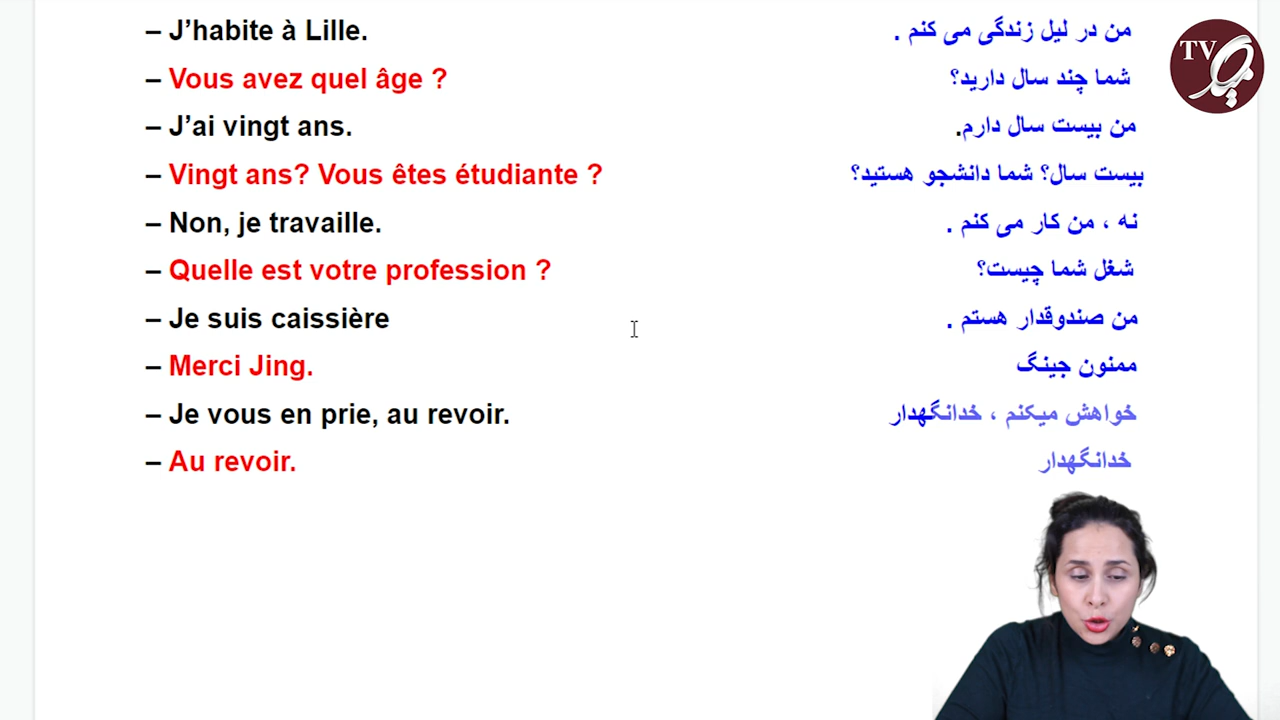 – J’habite à Lille.
من در لیل زندگی می کنم .
– Vous avez quel âge ?
شما چند سال دارید؟
– J’ai vingt ans.
من بیست سال دارم.
– Vingt ans? Vous êtes étudiante ?
بیست سال؟ شما دانشجو هستید؟
– Non, je travaille.
نه ، من کار می کنم .
– Quelle est votre profession ?
شغل شما چیست؟
– Je suis caissière
من صندوقدار هستم .
– Merci Jing.
ممنون جینگ
– Je vous en prie, au revoir.
خواهش میکنم ، خدانگهدار
– Au revoir.
خدانگهدار
TV